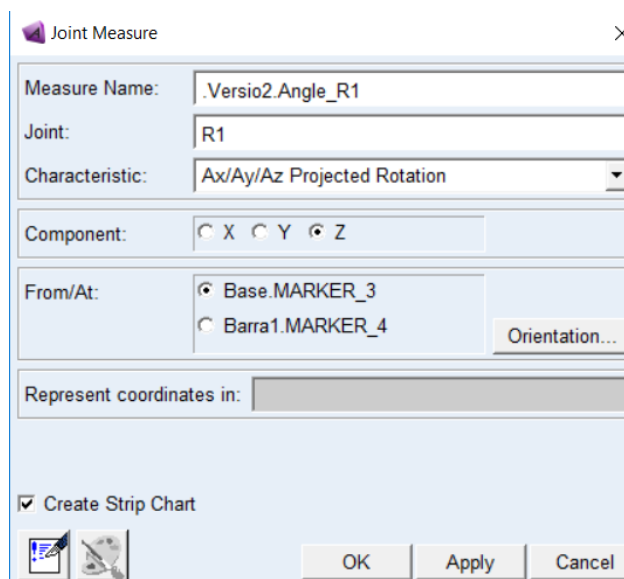 Joint Measure
Measure Name: .Versio2.Angle_R1
Joint: R1
Characteristic: Ax/Ay/Az Projected Rotation
Component: X Y Z
From/At: Base.MARKER_3
Barra1.MARKER_4
Orientation...
Represent coordinates in:
Create Strip Chart
OK Apply Cancel